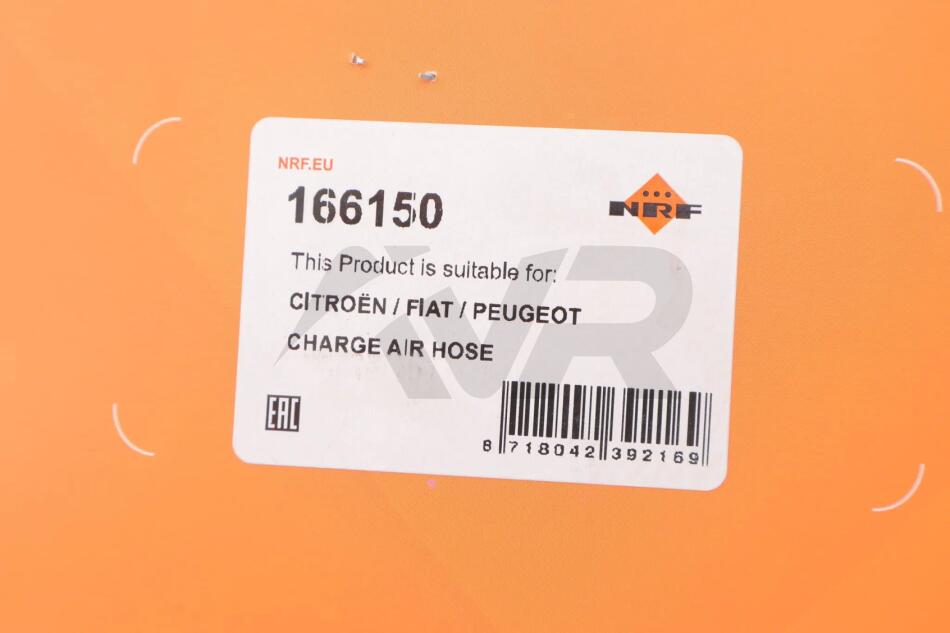 NRF.EU
166150
NRF
This Product is suitable for:
CITROËN / FIAT / PEUGEOT
CHARGE AIR HOSE
EAC
8 718042 392169